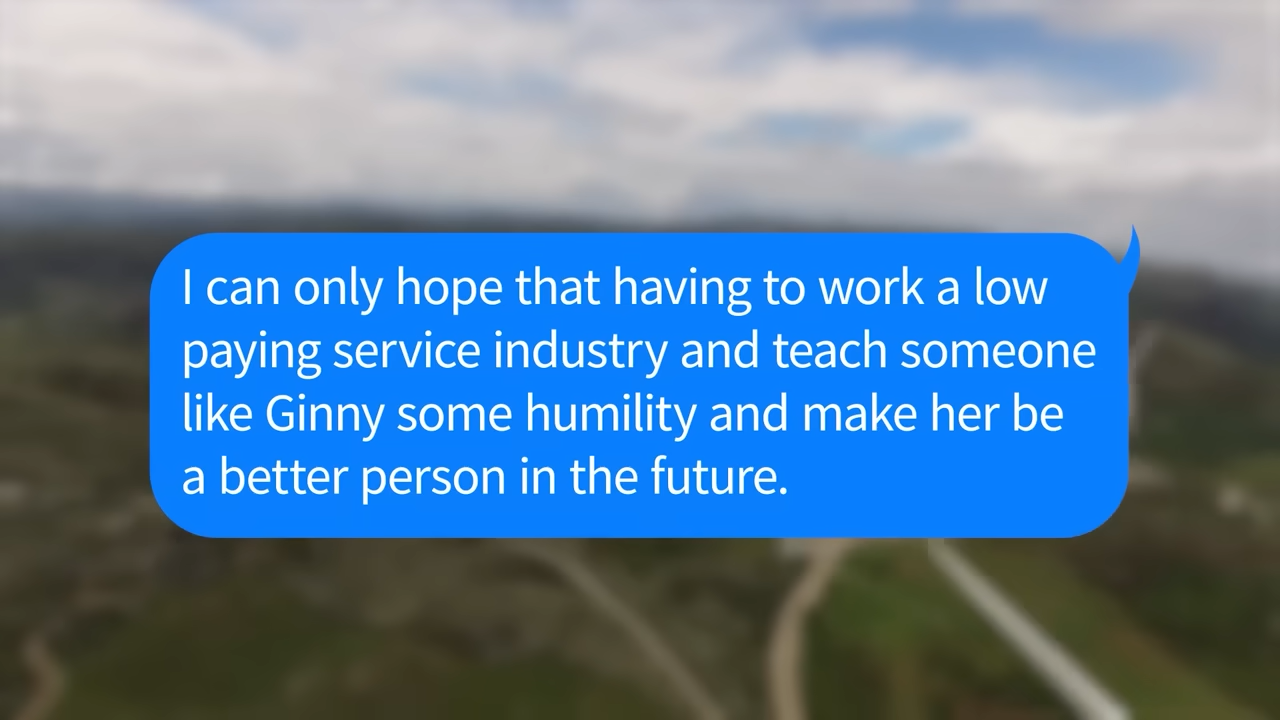 I can only hope that having to work a low
paying service industry and teach someone
like Ginny some humility and make her be
a better person in the future.